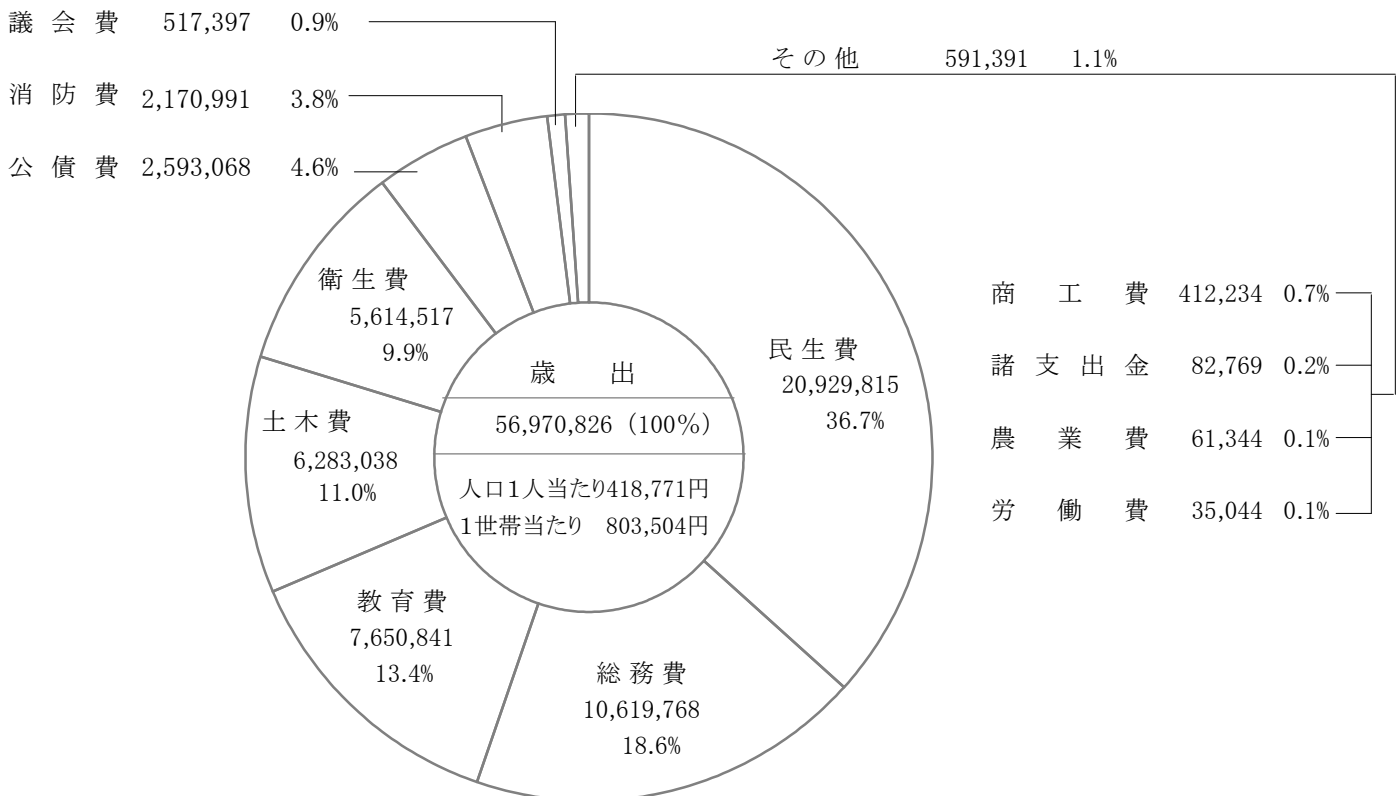 議会費 517,397 0.9%
その他 591,391 1.1%
消防費 2,170,991 3.8%
公債費 2,593,068 4.6%
衛生費
5,614,517
9.9%
土木費
6,283,038
11.0%
教育費
7,650,841
13.4%
総務費
10,619,768
18.6%
民生費
20,929,815
36.7%
歳出
56,970,826 (100%)
人口1人当たり418,771円
1世帯当たり 803,504円
商工費 412,234 0.7%
諸支出金 82,769 0.2%
農業費 61,344 0.1%
労働費 35,044 0.1%